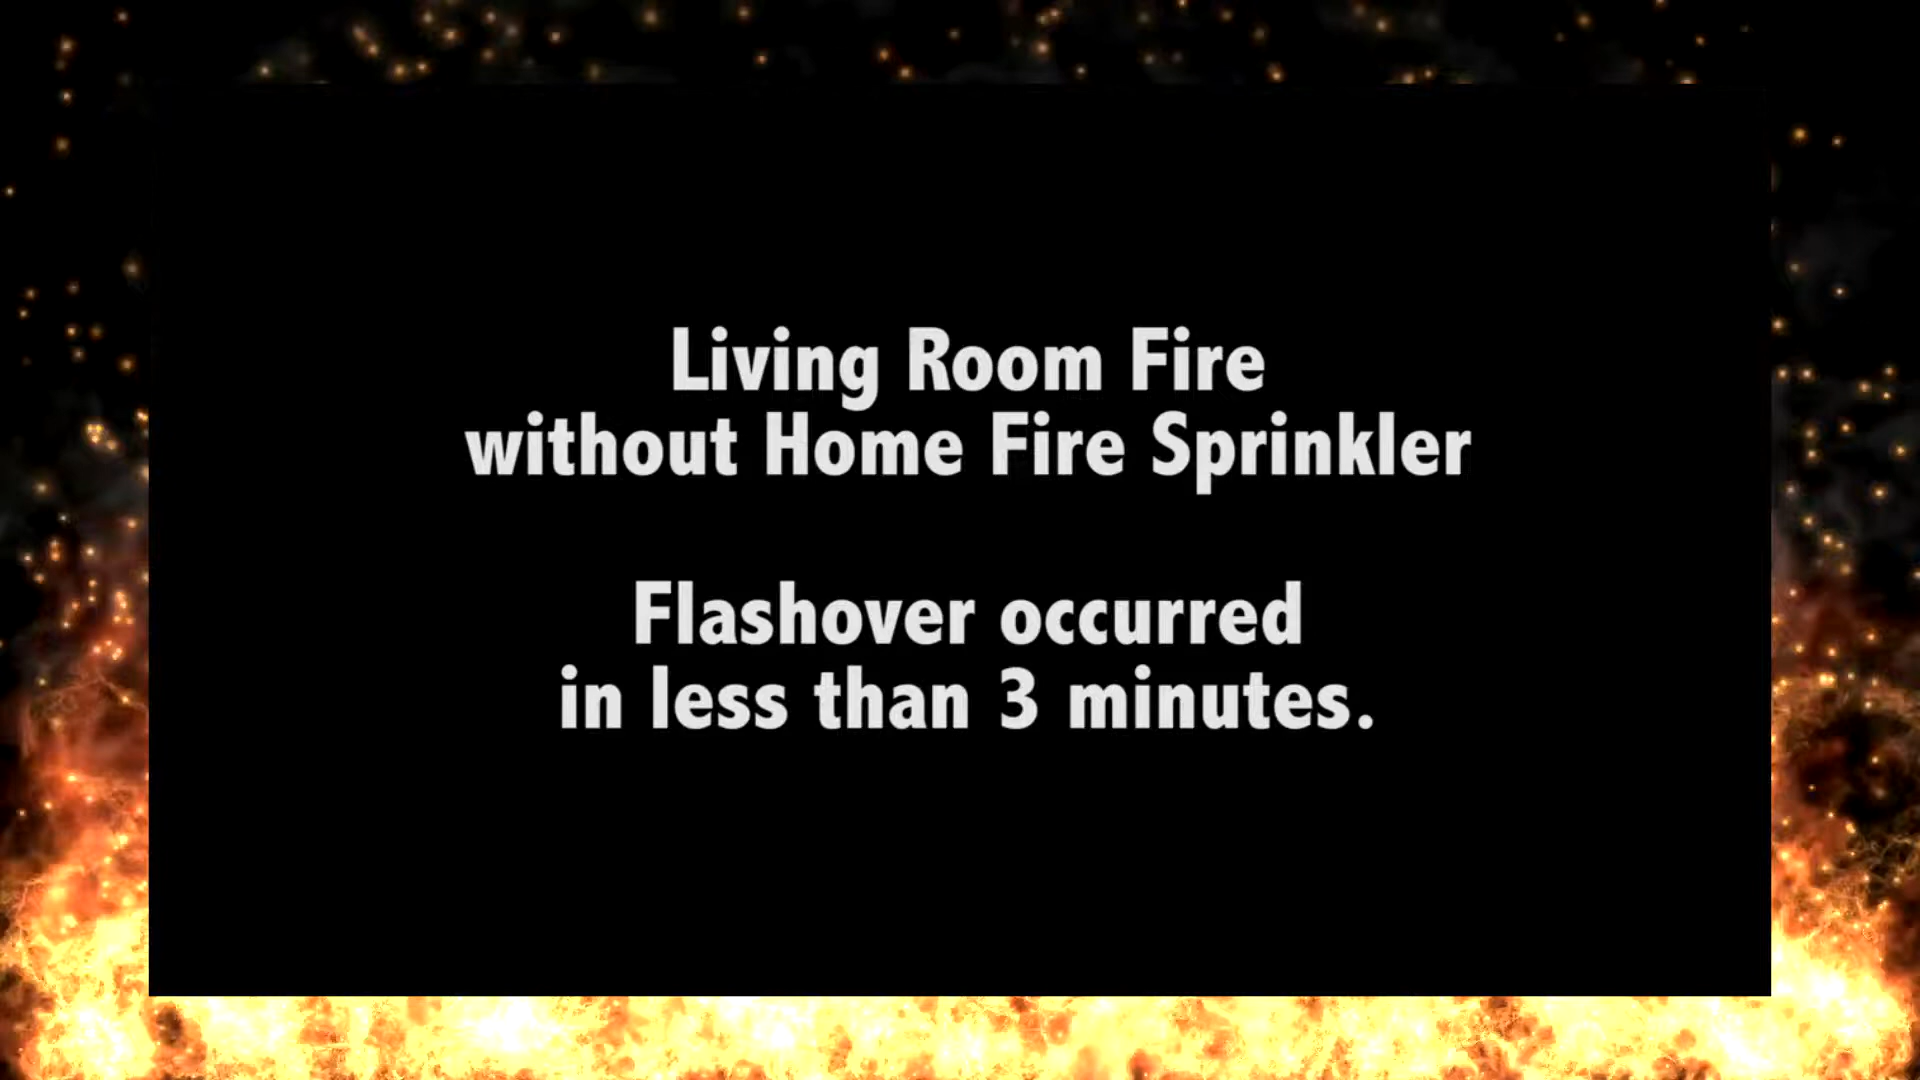 Living Room Fire
without Home Fire Sprinkler
Flashover occurred
in less than 3 minutes.